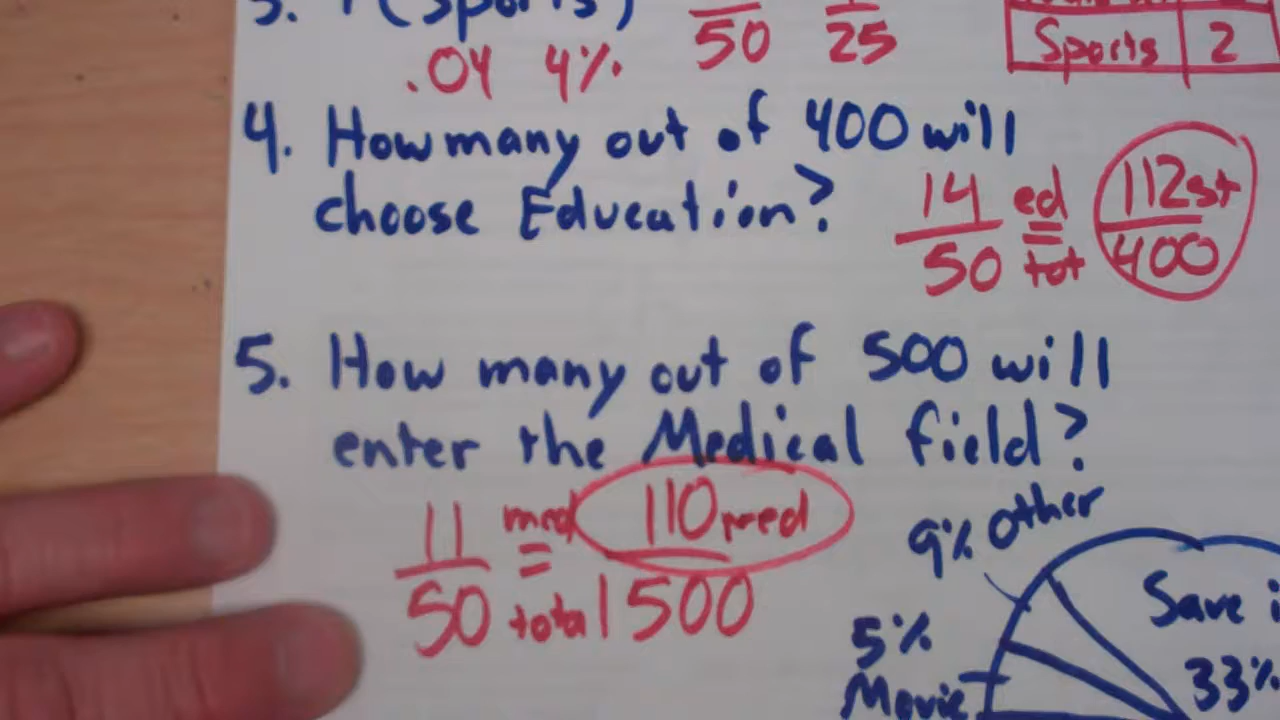 3. P(Sports)
50 25
.04 4%
Sports 2
4. How many out of 400 will
choose Education?
14 ed 112st
50 = tot 400
5. How many out of 500 will
enter the Medical field?
11 med 110 med
50 = total 500
9% Other
Save
5%
Movie
33%